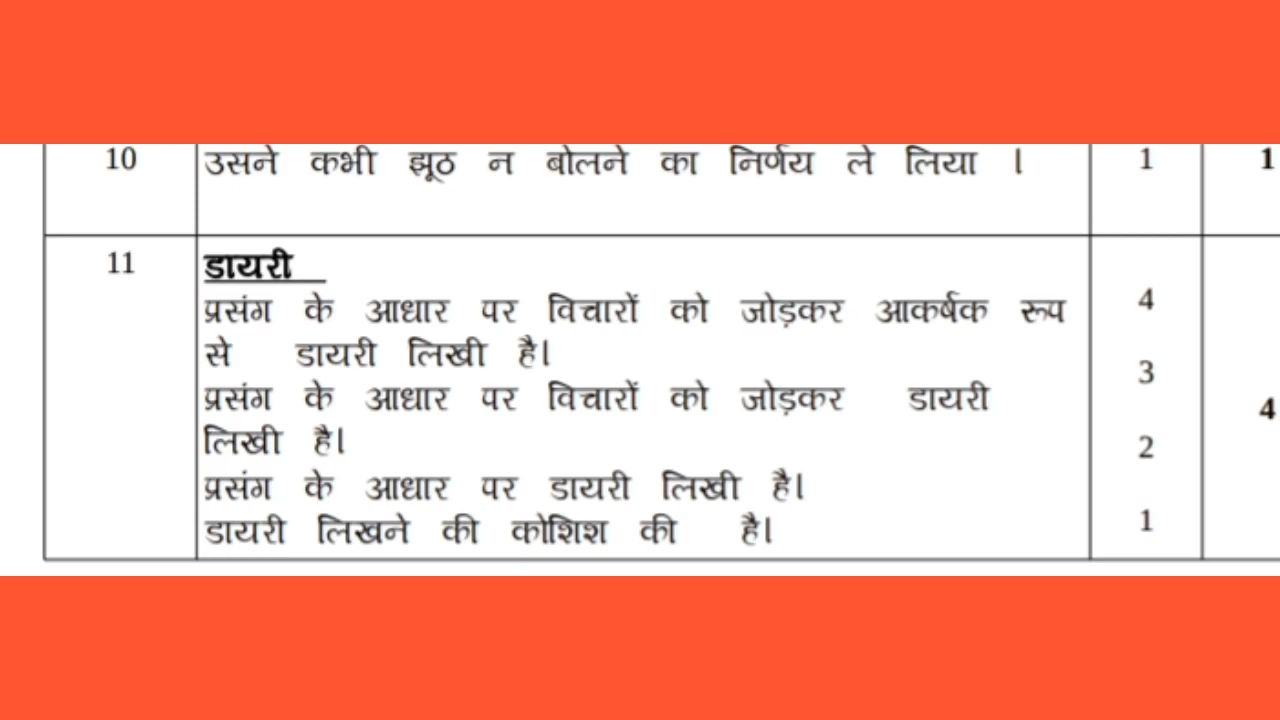 10 उसने कभी झूठ न बोलने का निर्णय ले लिया । 1 1
11 डायरी
प्रसंग के आधार पर विचारों को जोड़कर आकर्षक रूप 4
से डायरी लिखी है।
प्रसंग के आधार पर विचारों को जोड़कर डायरी 3 4
लिखी है। 2
प्रसंग के आधार पर डायरी लिखी है।
डायरी लिखने की कोशिश की है। 1